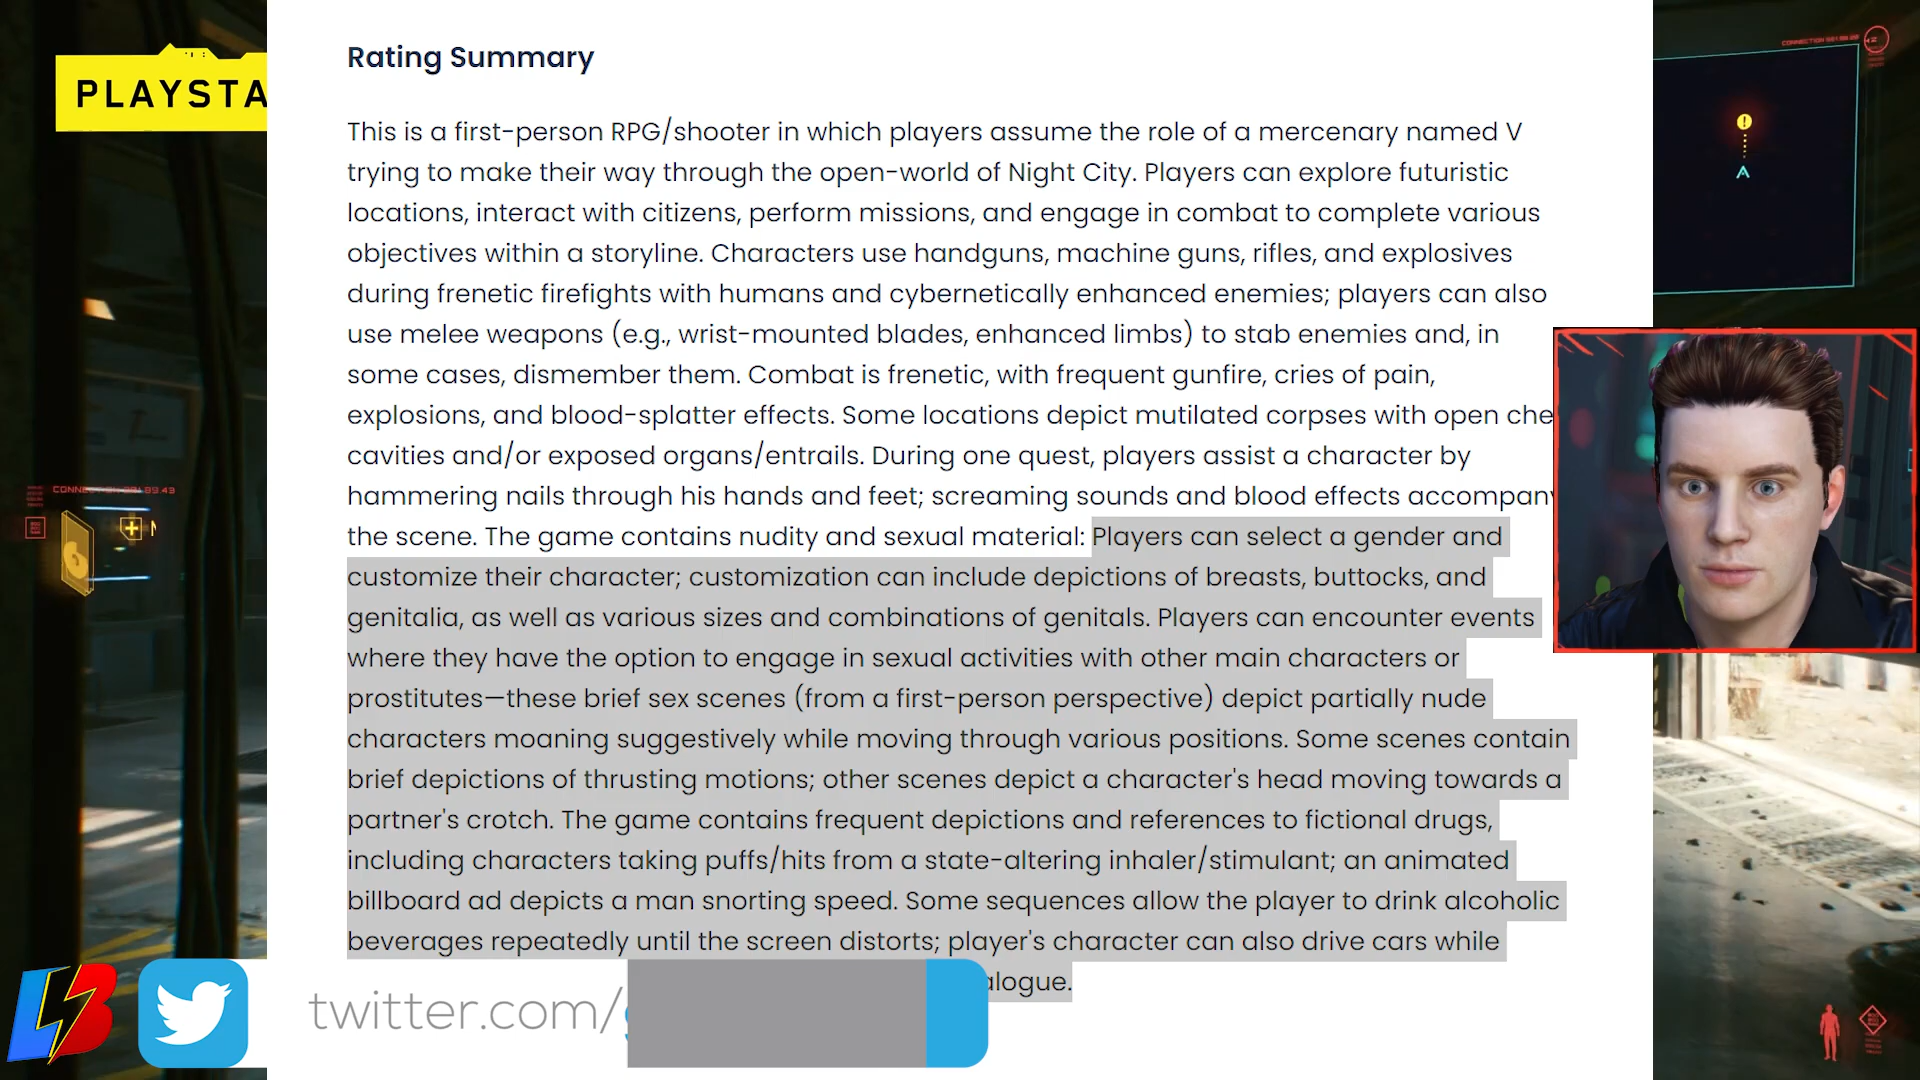 PLAYSTA
Rating Summary
This is a first-person RPG/shooter in which players assume the role of a mercenary named V
trying to make their way through the open-world of Night City. Players can explore futuristic
locations, interact with citizens, perform missions, and engage in combat to complete various
objectives within a storyline. Characters use handguns, machine guns, rifles, and explosives
during frenetic firefights with humans and cybernetically enhanced enemies; players can also
use melee weapons (e.g., wrist-mounted blades, enhanced limbs) to stab enemies and, in
some cases, dismember them. Combat is frenetic, with frequent gunfire, cries of pain,
explosions, and blood-splatter effects. Some locations depict mutilated corpses with open che
cavities and/or exposed organs/entrails. During one quest, players assist a character by
hammering nails through his hands and feet; screaming sounds and blood effects accompany
the scene. The game contains nudity and sexual material: Players can select a gender and
customize their character; customization can include depictions of breasts, buttocks, and
genitalia, as well as various sizes and combinations of genitals. Players can encounter events
where they have the option to engage in sexual activities with other main characters or
prostitutes—these brief sex scenes (from a first-person perspective) depict partially nude
characters moaning suggestively while moving through various positions. Some scenes contain
brief depictions of thrusting motions; other scenes depict a character's head moving towards a
partner's crotch. The game contains frequent depictions and references to fictional drugs,
including characters taking puffs/hits from a state-altering inhaler/stimulant; an animated
billboard ad depicts a man snorting speed. Some sequences allow the player to drink alcoholic
beverages repeatedly until the screen distorts; player's character can also drive cars while
alogue.
twitter.com/